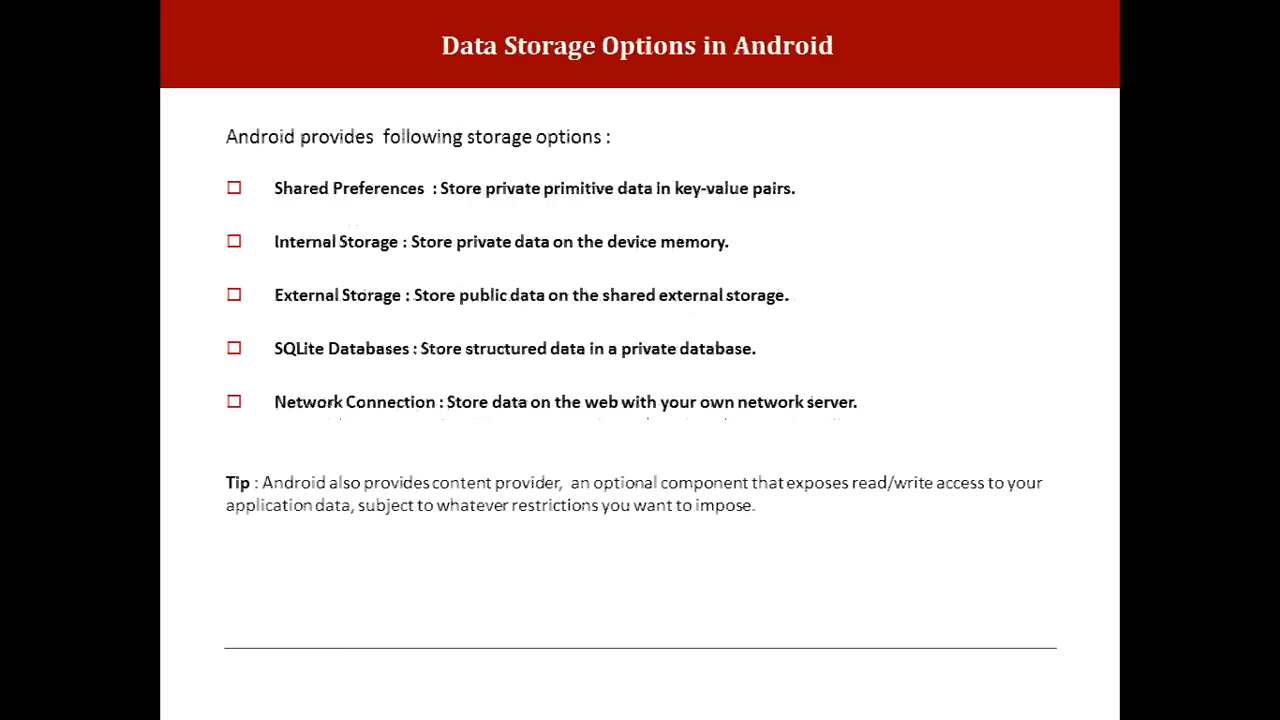 Data Storage Options in Android
Android provides following storage options :
Shared Preferences : Store private primitive data in key-value pairs.
Internal Storage : Store private data on the device memory.
External Storage : Store public data on the shared external storage.
SQLite Databases : Store structured data in a private database.
Network Connection : Store data on the web with your own network server.
Tip : Android also provides content provider, an optional component that exposes read/write access to your
application data, subject to whatever restrictions you want to impose.